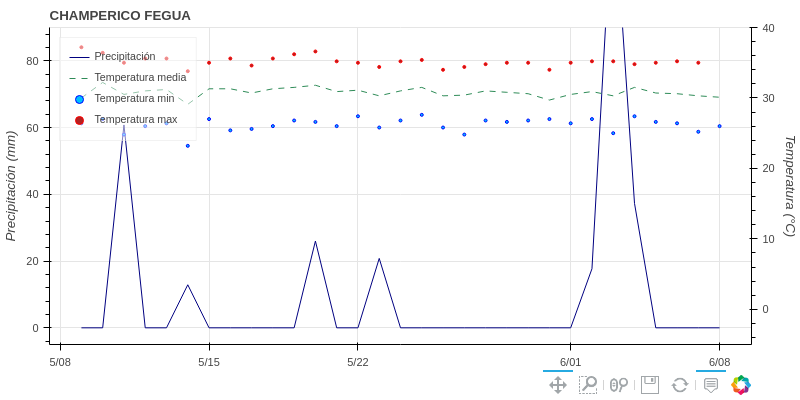 CHAMPERICO FEGUA
Precipitación
Temperatura media
Temperatura min
Temperatura max
Precipitación (mm)
80
60
40
20
0
Temperatura (°C)
40
30
20
10
0
5/08
5/15
5/22
6/01
6/08